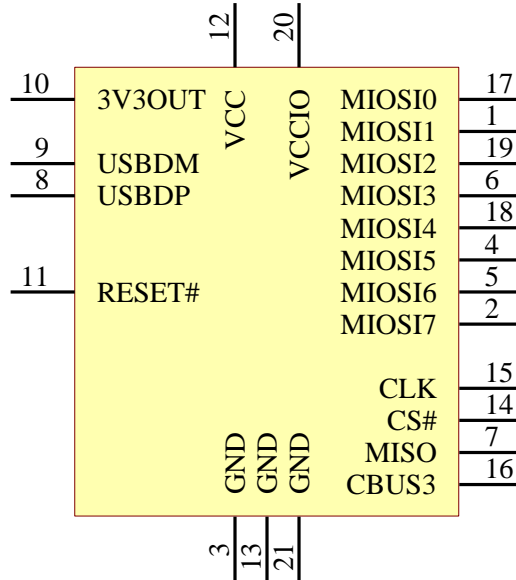 12 20
10 3V3OUT VCC VCCIO MIOSI0 17
MIOSI1 1
9 USBDM MIOSI2 19
8 USBDP MIOSI3 6
MIOSI4 18
MIOSI5 4
11 RESET# MIOSI6 5
MIOSI7 2
CLK 15
CS# 14
MISO 7
GND GND GND CBUS3 16
3 13 21